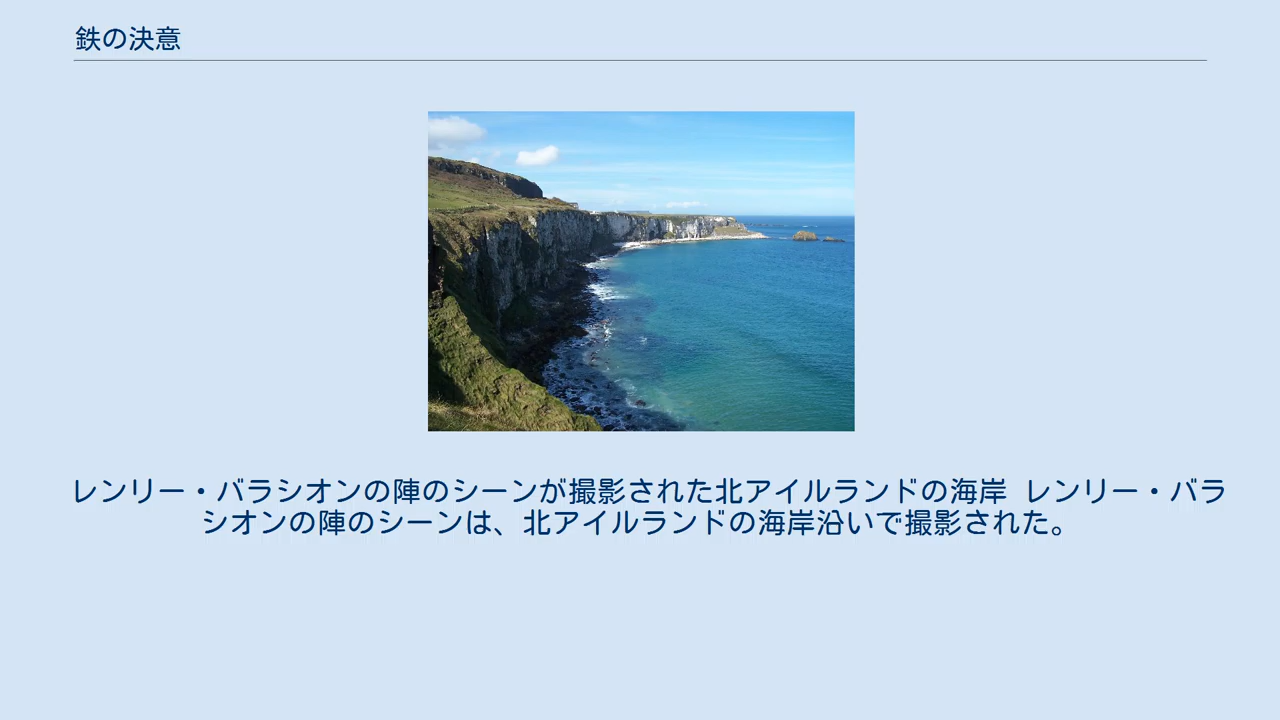 鉄の決意
レンリー・バラシオンの陣のシーンが撮影された北アイルランドの海岸 レンリー・バラ
シオンの陣のシーンは、北アイルランドの海岸沿いで撮影された。